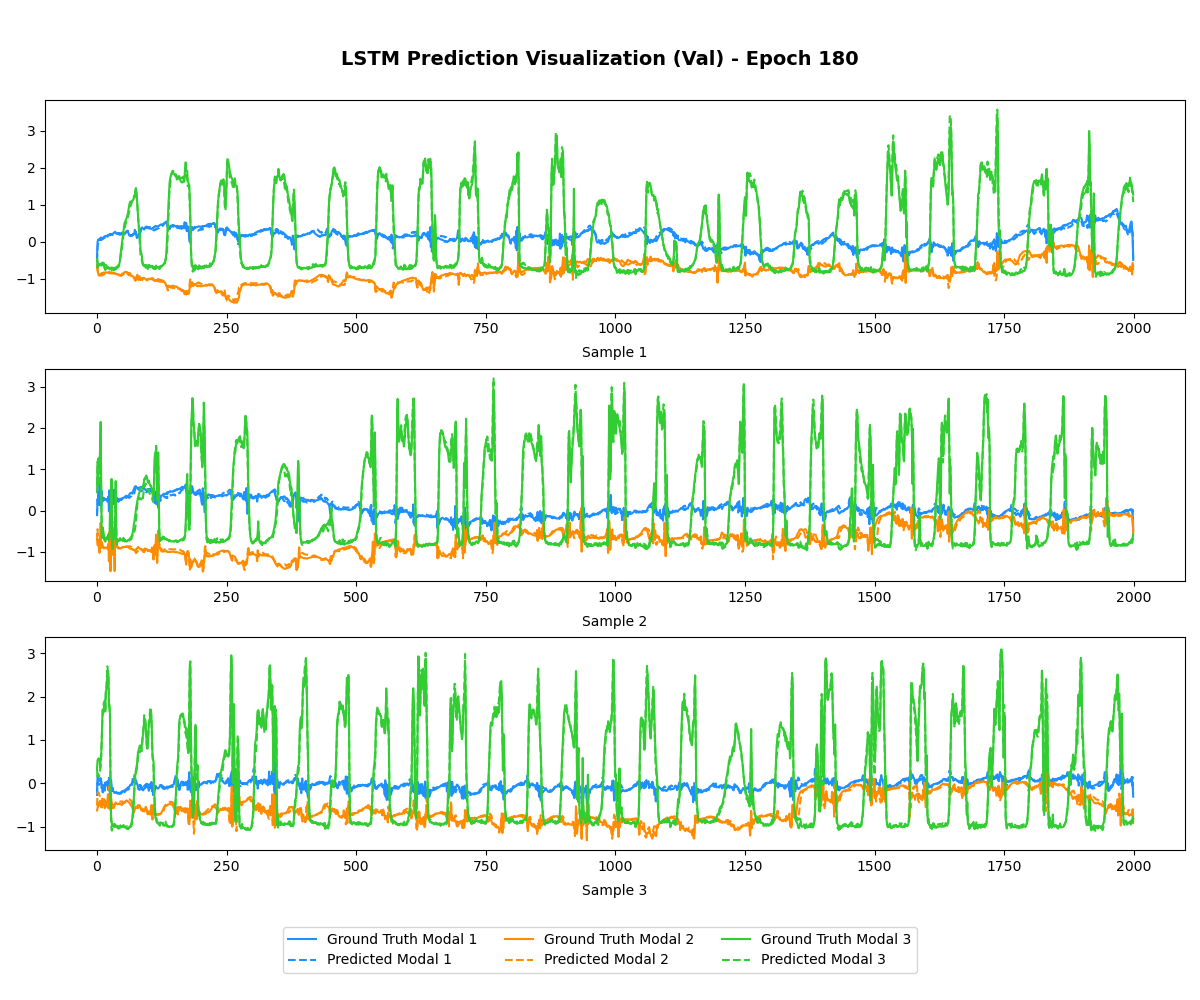 LSTM Prediction Visualization (Val) - Epoch 180
3
2
1
0
−1
0 250 500 750 1000 1250 1500 1750 2000
Sample 1
3
2
1
0
−1
0 250 500 750 1000 1250 1500 1750 2000
Sample 2
3
2
1
0
−1
0 250 500 750 1000 1250 1500 1750 2000
Sample 3
Ground Truth Modal 1 Ground Truth Modal 2 Ground Truth Modal 3
Predicted Modal 1 Predicted Modal 2 Predicted Modal 3